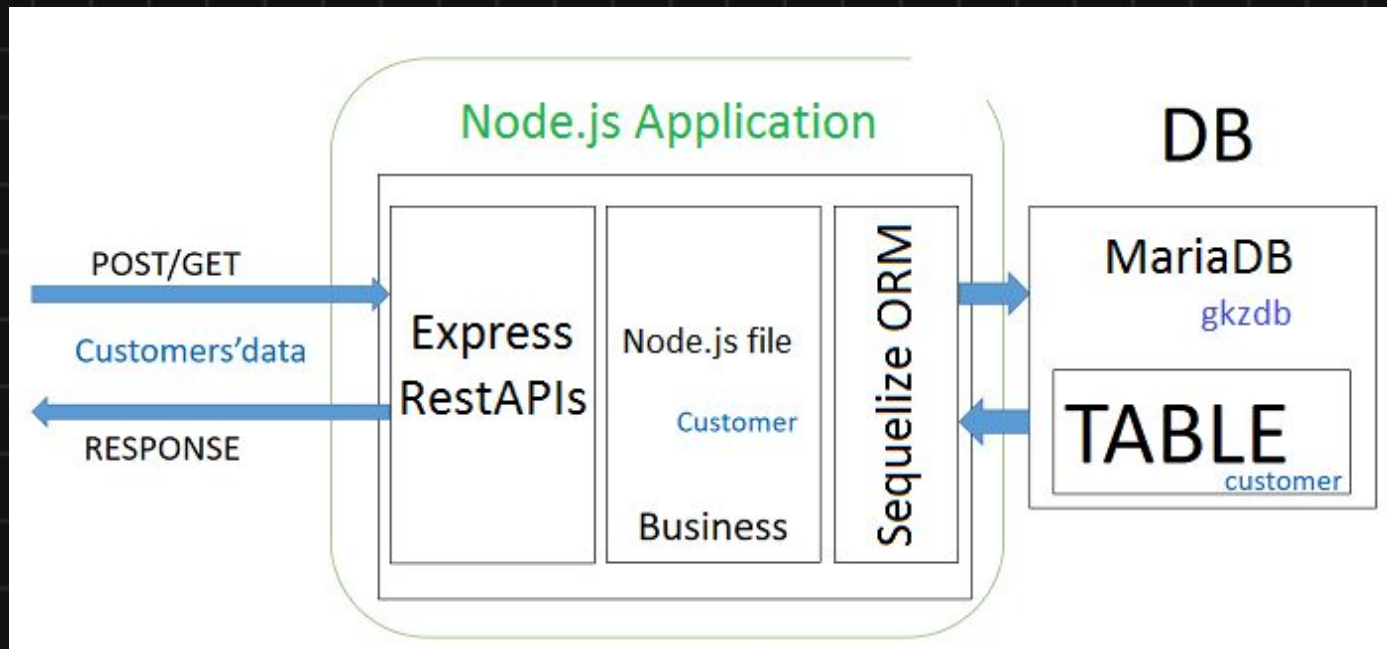 Node.js Application
DB
POST/GET
Customers'data
RESPONSE
Express
RestAPIs
Node.js file
Customer
Business
Sequelize ORM
MariaDB
gkzdb
TABLE
customer